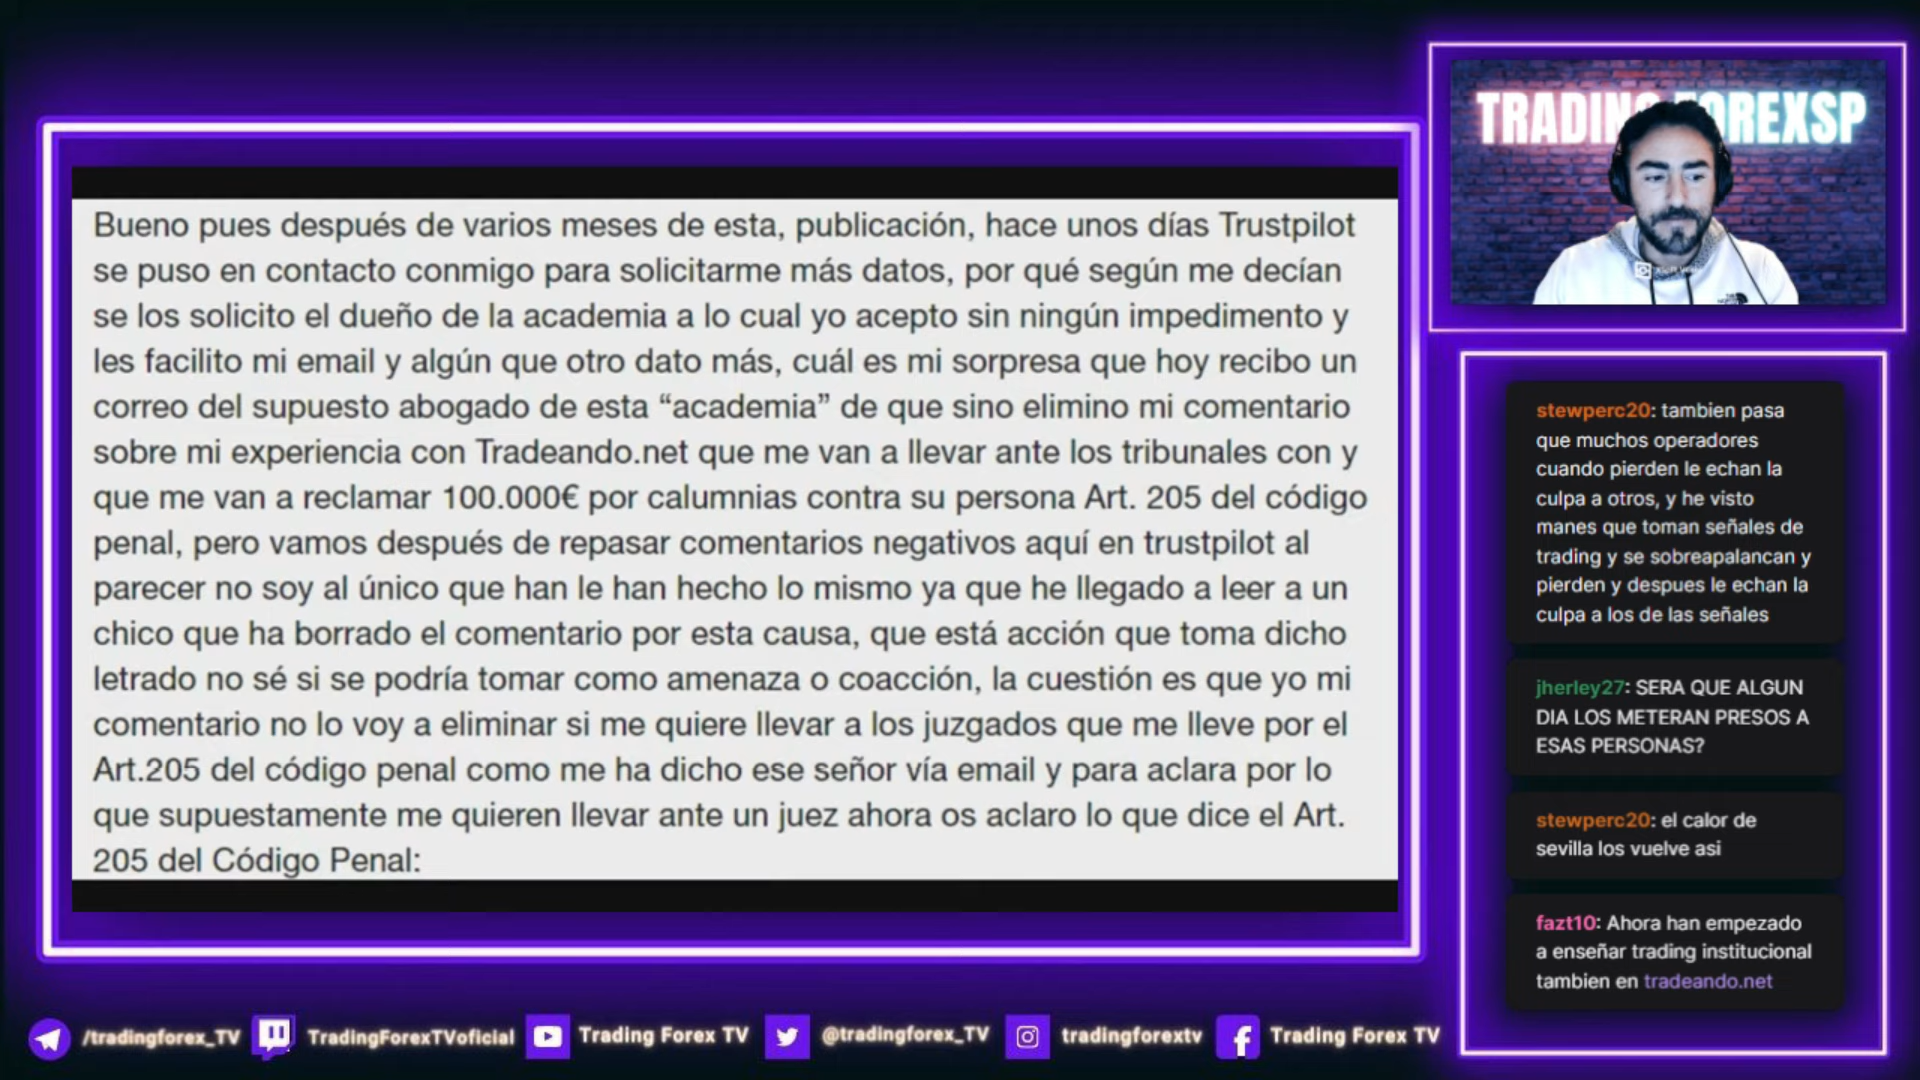 TRADING FOREXSP
Bueno pues después de varios meses de esta, publicación, hace unos días Trustpilot
se puso en contacto conmigo para solicitarme más datos, por qué según me decían
se los solicito el dueño de la academia a lo cual yo acepto sin ningún impedimento y
les facilito mi email y algún que otro dato más, cuál es mi sorpresa que hoy recibo un
correo del supuesto abogado de esta “academia” de que sino elimino mi comentario
sobre mi experiencia con Tradeando.net que me van a llevar ante los tribunales con y
que me van a reclamar 100.000€ por calumnias contra su persona Art. 205 del código
penal, pero vamos después de repasar comentarios negativos aquí en trustpilot al
parecer no soy al único que han le han hecho lo mismo ya que he llegado a leer a un
chico que ha borrado el comentario por esta causa, que está acción que toma dicho
letrado no sé si se podría tomar como amenaza o coacción, la cuestión es que yo mi
comentario no lo voy a eliminar si me quiere llevar a los juzgados que me lleve por el
Art.205 del código penal como me ha dicho ese señor vía email y para aclara por lo
que supuestamente me quieren llevar ante un juez ahora os aclaro lo que dice el Art.
205 del Código Penal:
stewperc20: tambien pasa
que muchos operadores
cuando pierden le echan la
culpa a otros, y he visto
manes que toman señales de
trading y se sobreapalancan y
pierden y despues le echan la
culpa a los de las señales
jherley27: SERA QUE ALGUN
DIA LOS METERAN PRESOS A
ESAS PERSONAS?
stewperc20: el calor de
sevilla los vuelve asi
fazt10: Ahora han empezado
a enseñar trading institucional
tambien en tradeando.net
/tradingforex_TV
TradingForexTVoficial
Trading Forex TV
@tradingforex_TV
tradingforextv
Trading Forex TV